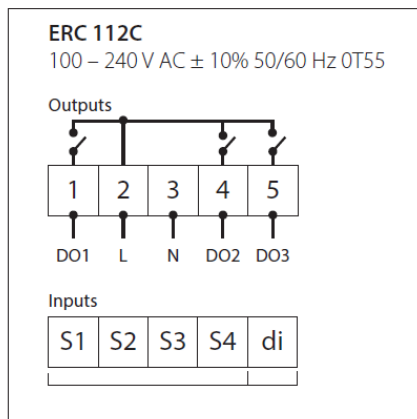 ERC 112C
100 – 240 V AC ± 10% 50/60 Hz 0T55
Outputs
1 2 3 4 5
DO1 L N DO2 DO3
Inputs
S1 S2 S3 S4 di